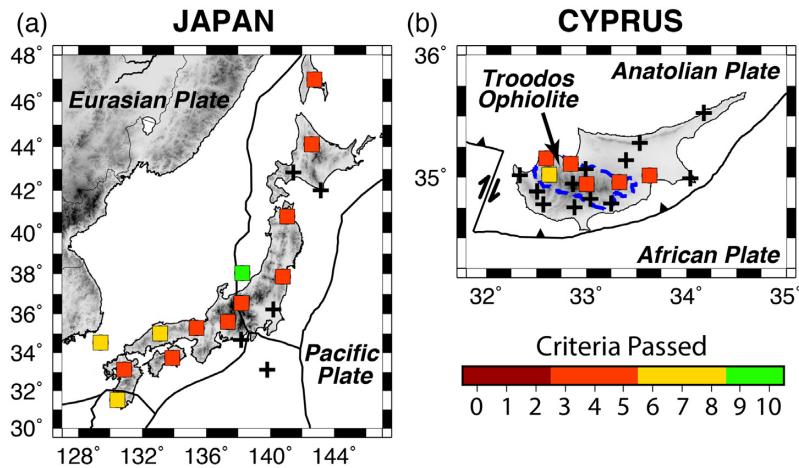 (a) JAPAN
48°
46°
44°
42°
40°
38°
36°
34°
32°
30°
Eurasian Plate
Pacific
Plate
128° 132° 136° 140° 144°
(b) CYPRUS
36°
35°
Troodos
Ophiolite
Anatolian Plate
African Plate
32° 33° 34° 35°
Criteria Passed
0 1 2 3 4 5 6 7 8 9 10